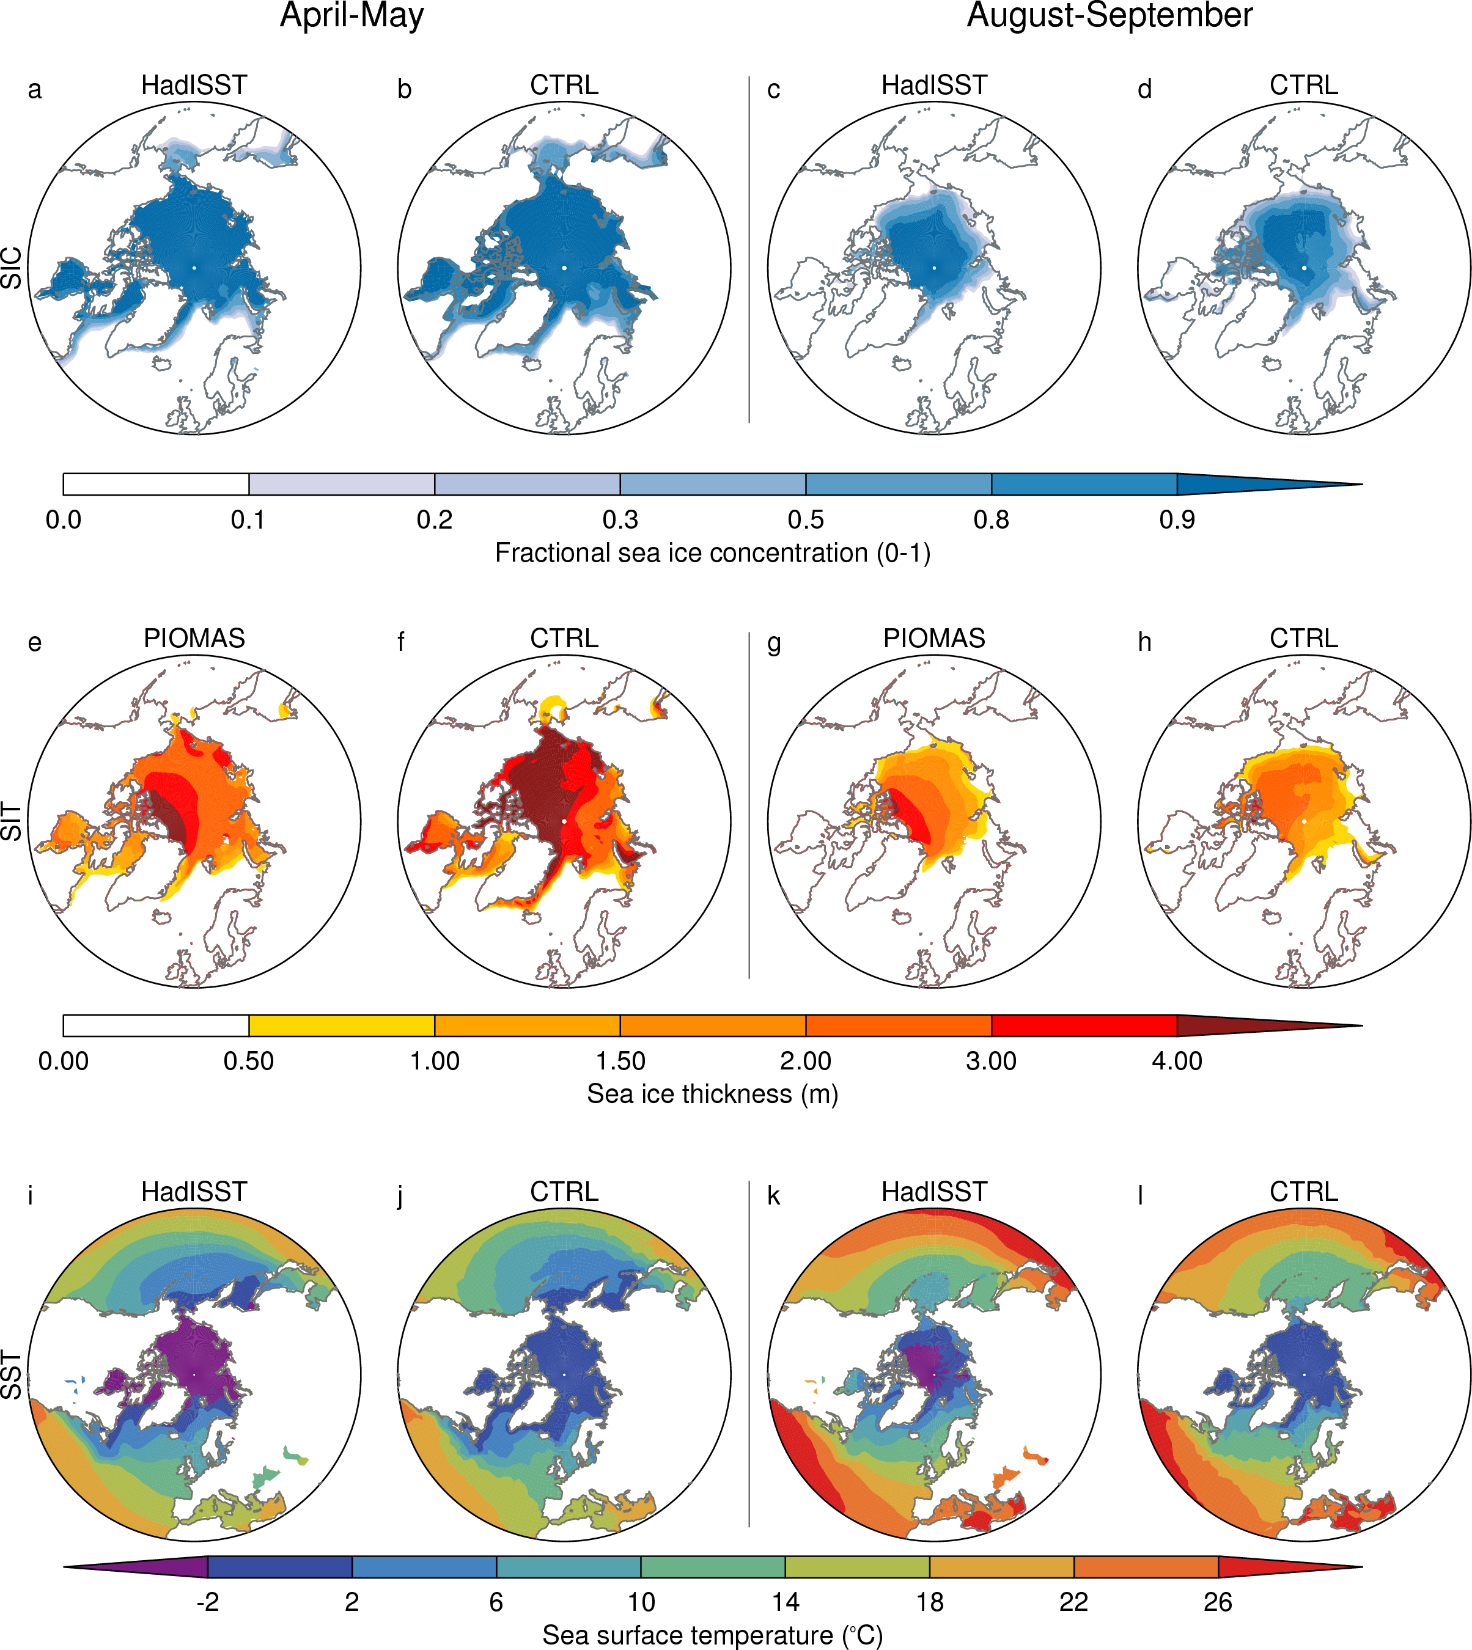 April-May
August-September
a HadISST
b CTRL
c HadISST
d CTRL
SIC
0.0 0.1 0.2 0.3 0.5 0.8 0.9
Fractional sea ice concentration (0-1)
e PIOMAS
f CTRL
g PIOMAS
h CTRL
SIT
0.00 0.50 1.00 1.50 2.00 3.00 4.00
Sea ice thickness (m)
i HadISST
j CTRL
k HadISST
l CTRL
SST
-2 2 6 10 14 18 22 26
Sea surface temperature (°C)